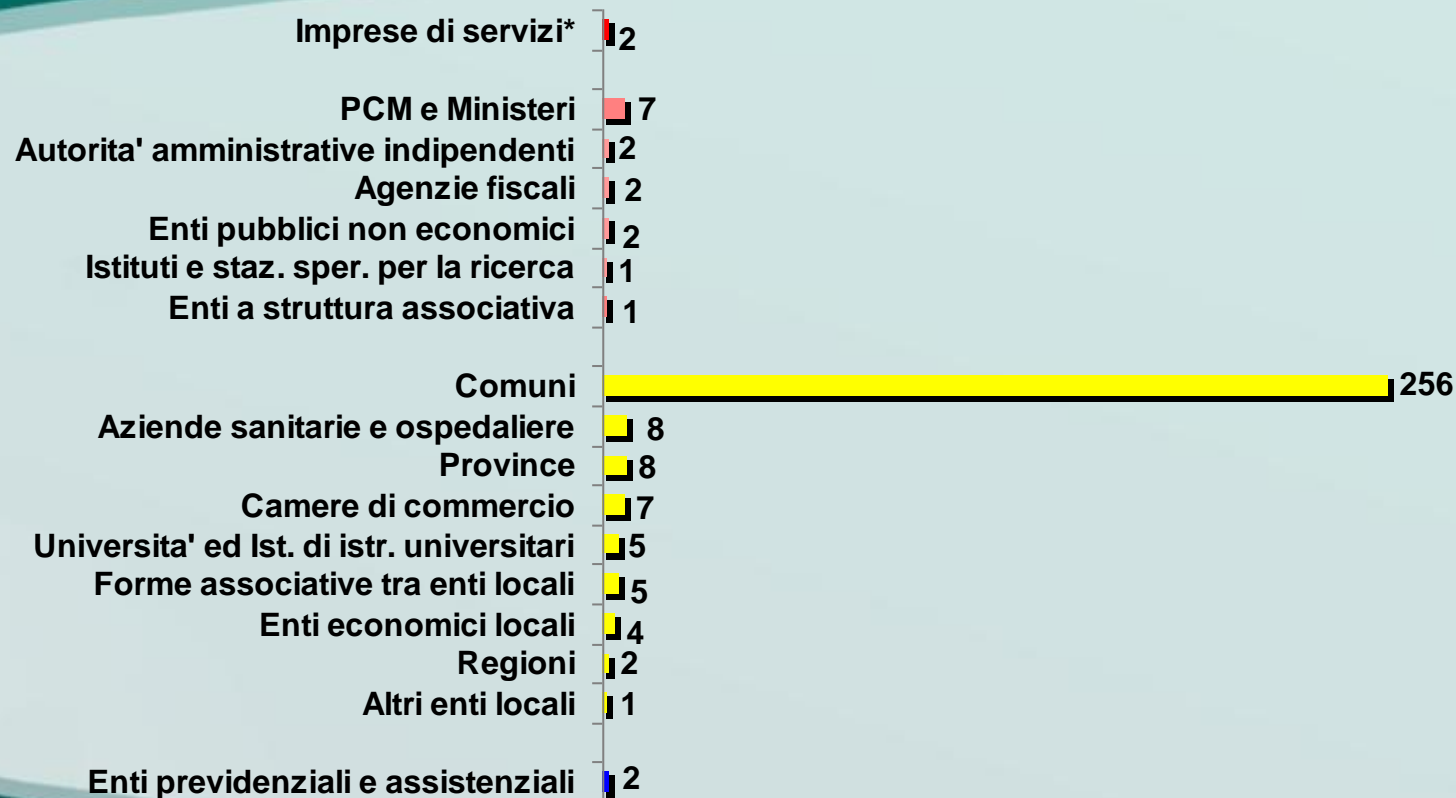 Imprese di servizi* 2
PCM e Ministeri 7
Autorita' amministrative indipendenti 2
Agenzie fiscali 2
Enti pubblici non economici 2
Istituti e staz. sper. per la ricerca 1
Enti a struttura associativa 1
Comuni 256
Aziende sanitarie e ospedaliere 8
Province 8
Camere di commercio 7
Universita' ed Ist. di istr. universitari 5
Forme associative tra enti locali 5
Enti economici locali 4
Regioni 2
Altri enti locali 1
Enti previdenziali e assistenziali 2